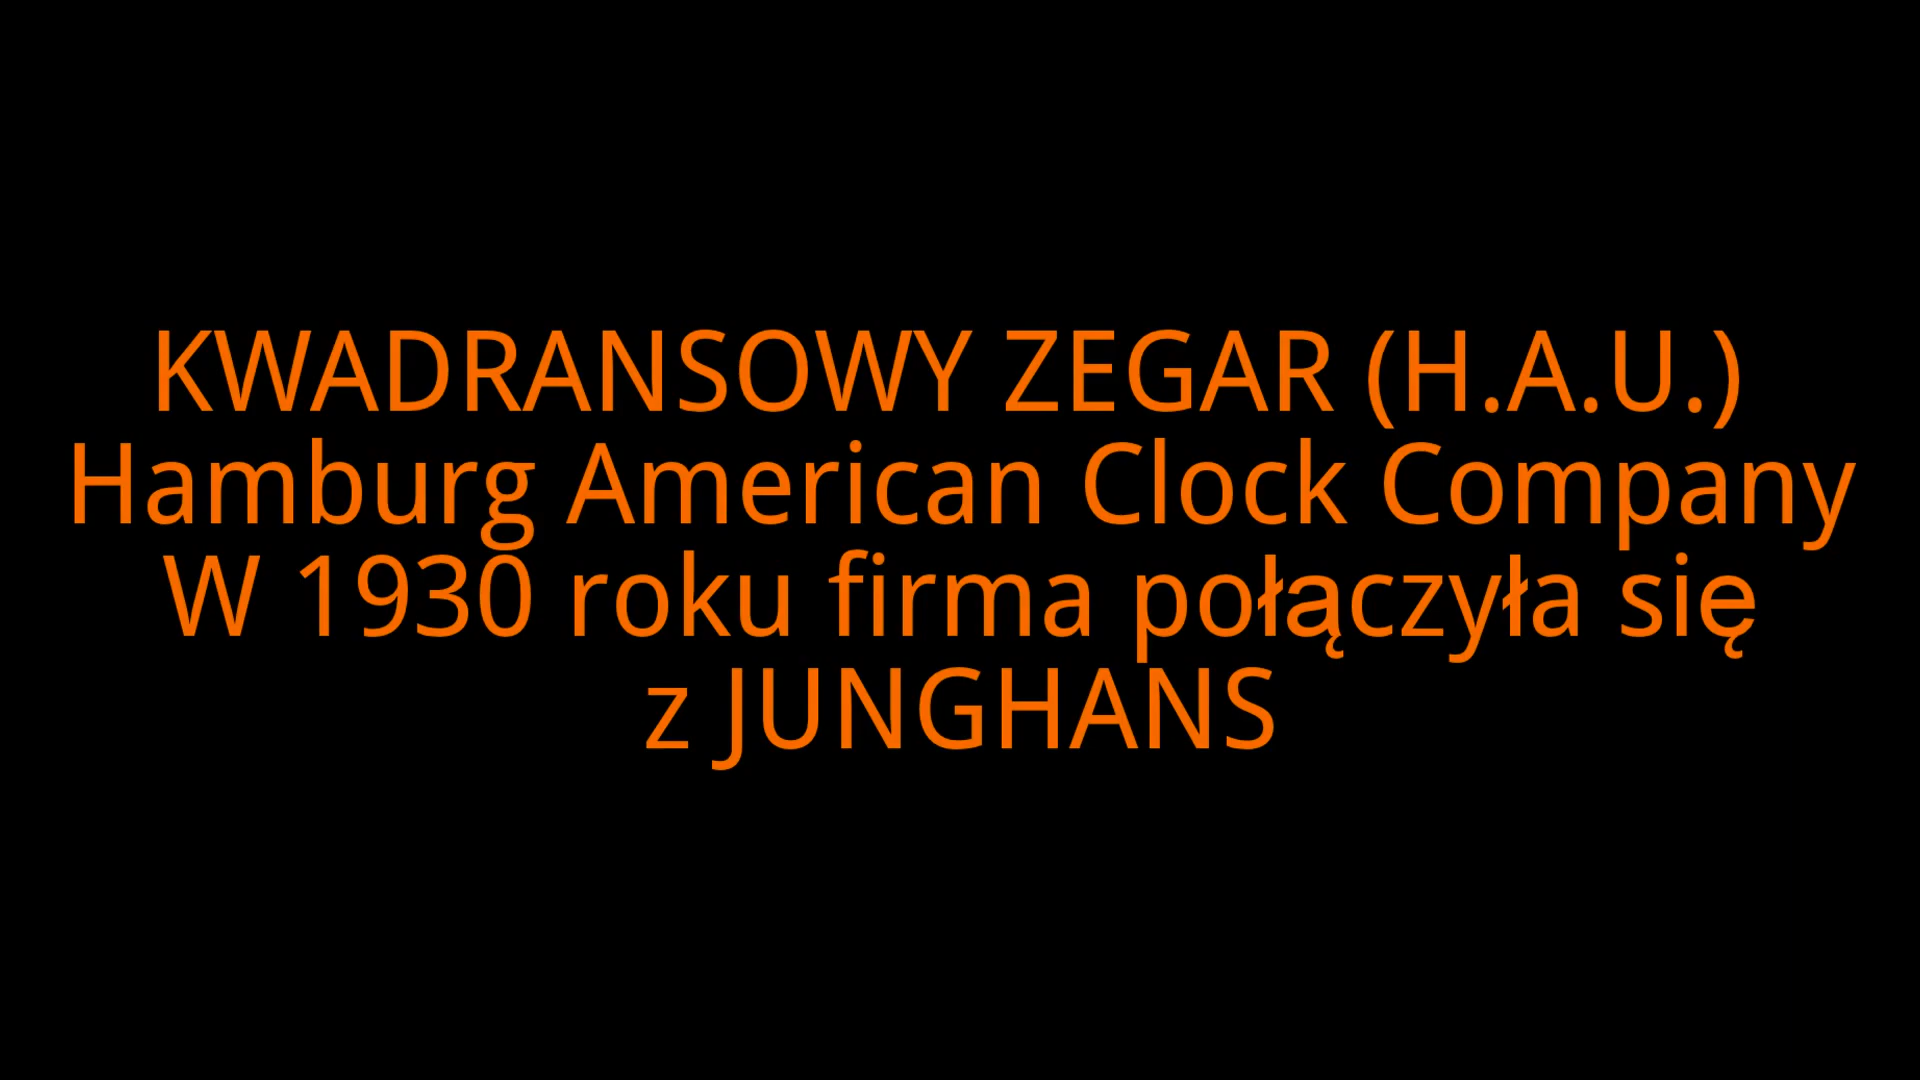 KWADRANSOWY ZEGAR (H.A.U.)
Hamburg American Clock Company
W 1930 roku firma połączyła się
z JUNGHANS